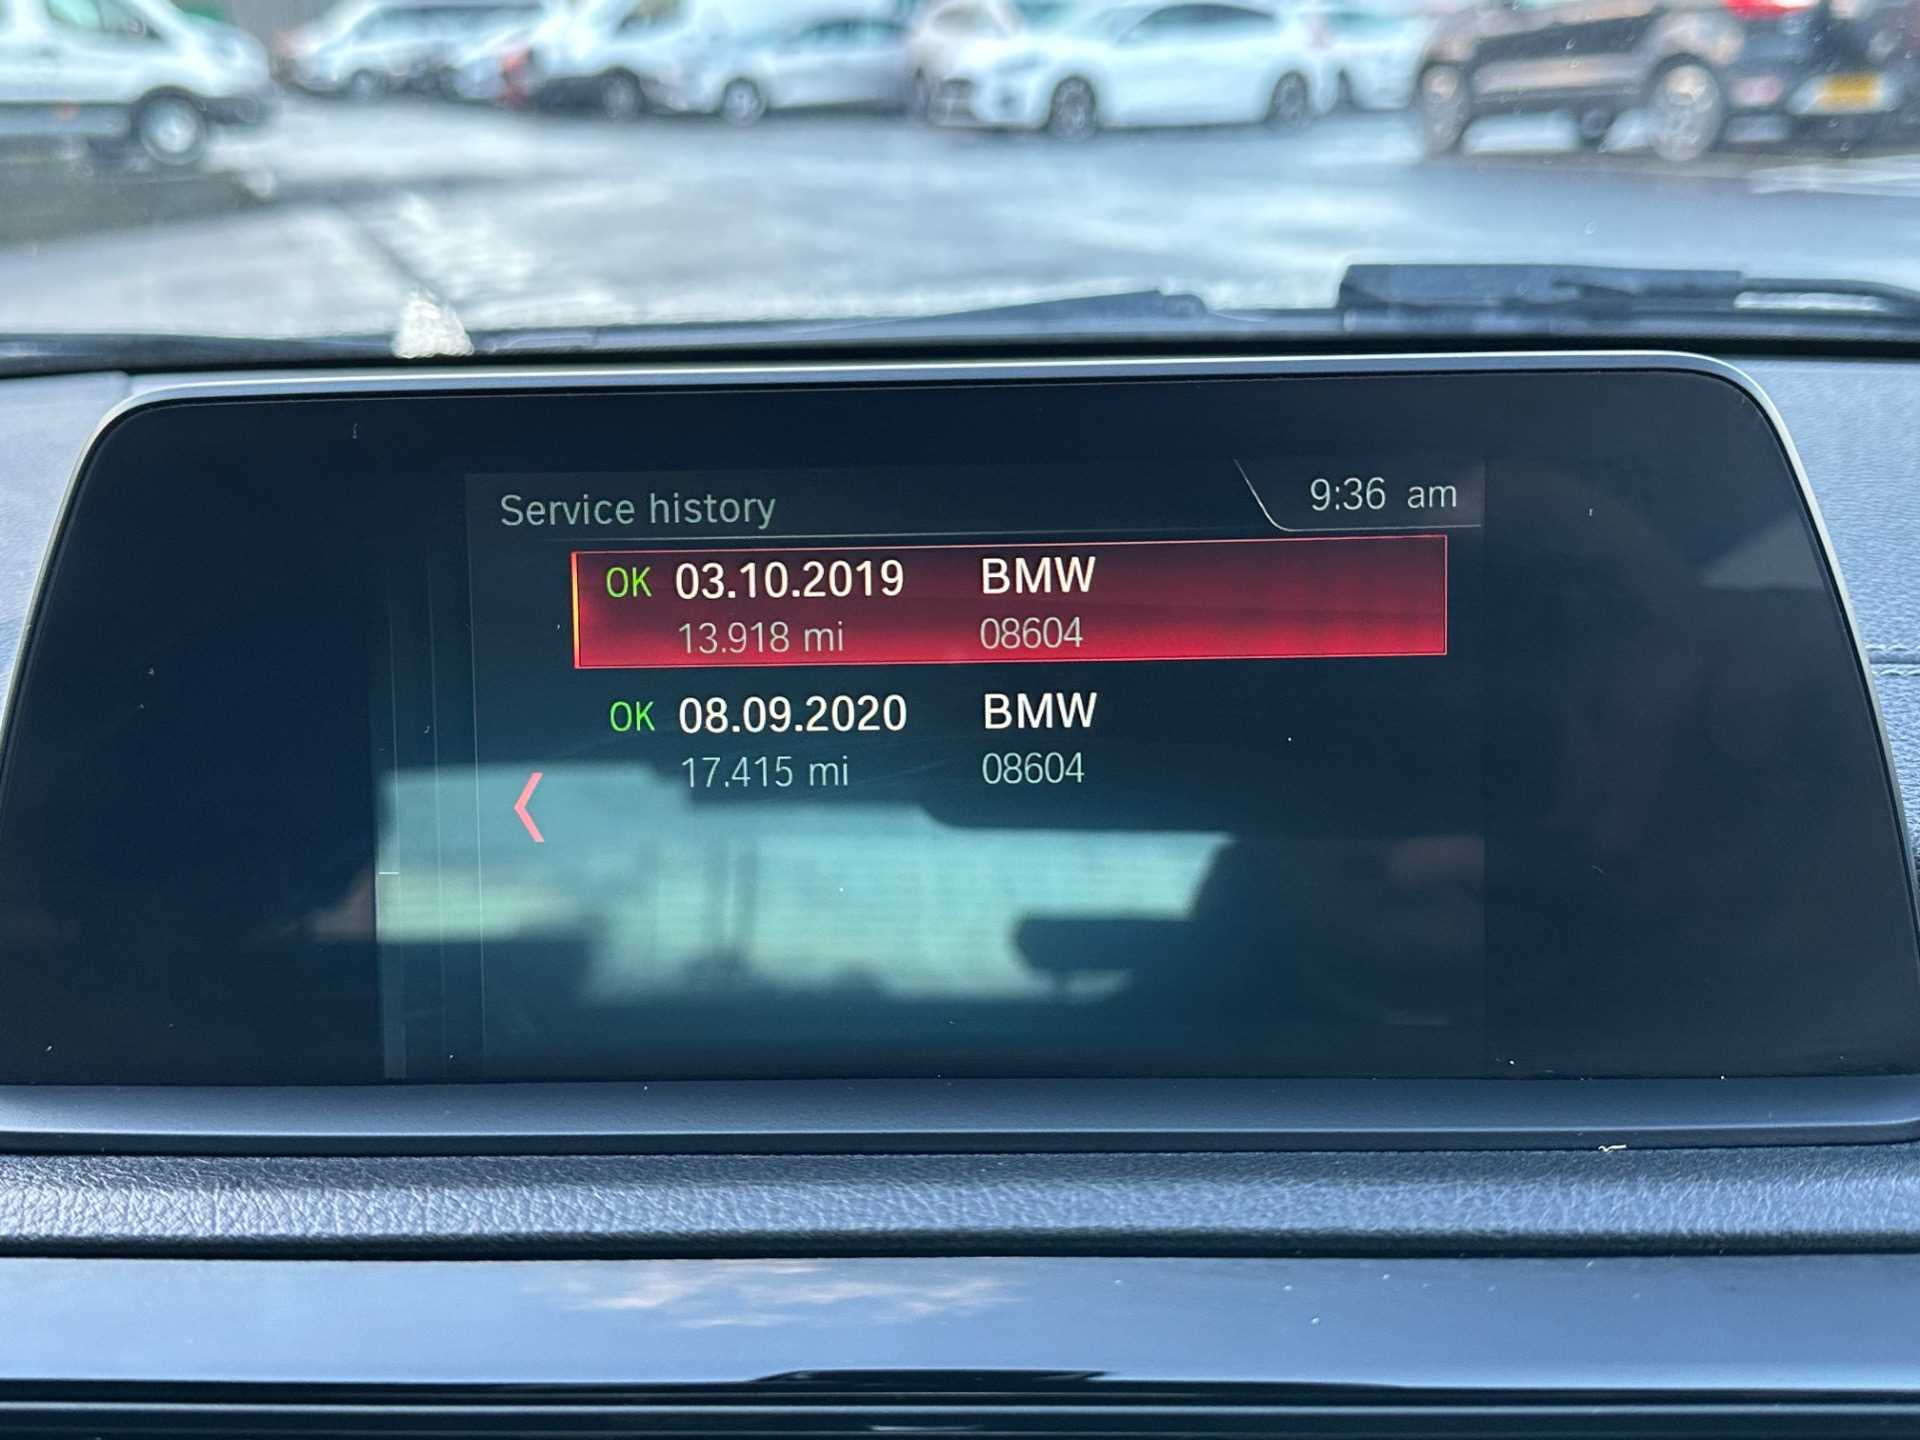 Service history 9:36 am
OK 03.10.2019 BMW
13.918 mi 08604
OK 08.09.2020 BMW
17.415 mi 08604